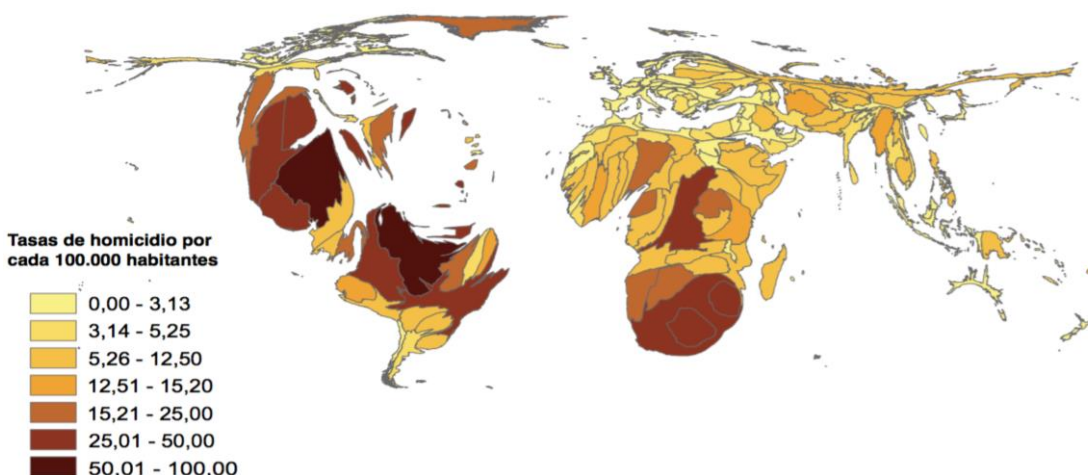 Tasas de homicidio por
cada 100.000 habitantes
0,00 - 3,13
3,14 - 5,25
5,26 - 12,50
12,51 - 15,20
15,21 - 25,00
25,01 - 50,00
50,01 - 100,00